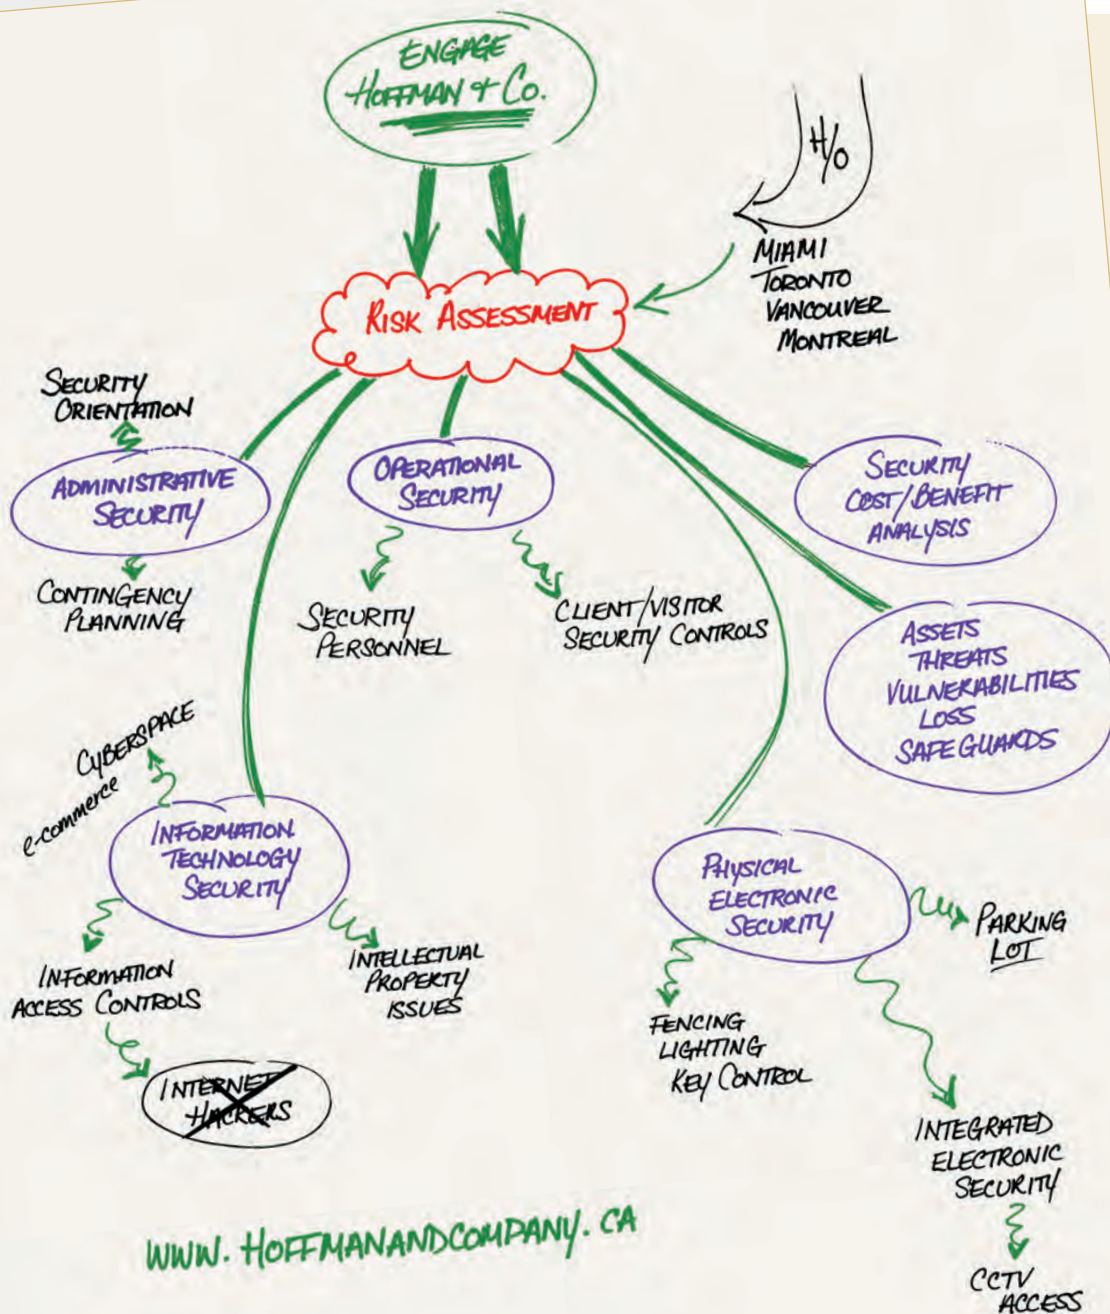 ENGAGE
HOFFMAN & CO.
H/O
MIAMI
TORONTO
VANCOUVER
MONTREAL
RISK ASSESSMENT
SECURITY
ORIENTATION
ADMINISTRATIVE
SECURITY
CONTINGENCY
PLANNING
OPERATIONAL
SECURITY
SECURITY
PERSONNEL
CLIENT/VISITOR
SECURITY CONTROLS
SECURITY
COST/BENEFIT
ANALYSIS
ASSETS
THREATS
VULNERABILITIES
LOSS
SAFEGUARDS
CYBERSPACE
e-commerce
INFORMATION
TECHNOLOGY
SECURITY
INFORMATION
ACCESS CONTROLS
INTELLECTUAL
PROPERTY
ISSUES
INTERNET
HACKERS
PHYSICAL
ELECTRONIC
SECURITY
PARKING
LOT
FENCING
LIGHTING
KEY CONTROL
INTEGRATED
ELECTRONIC
SECURITY
CCTV
ACCESS
WWW.HOFFMANANDCOMPANY.CA